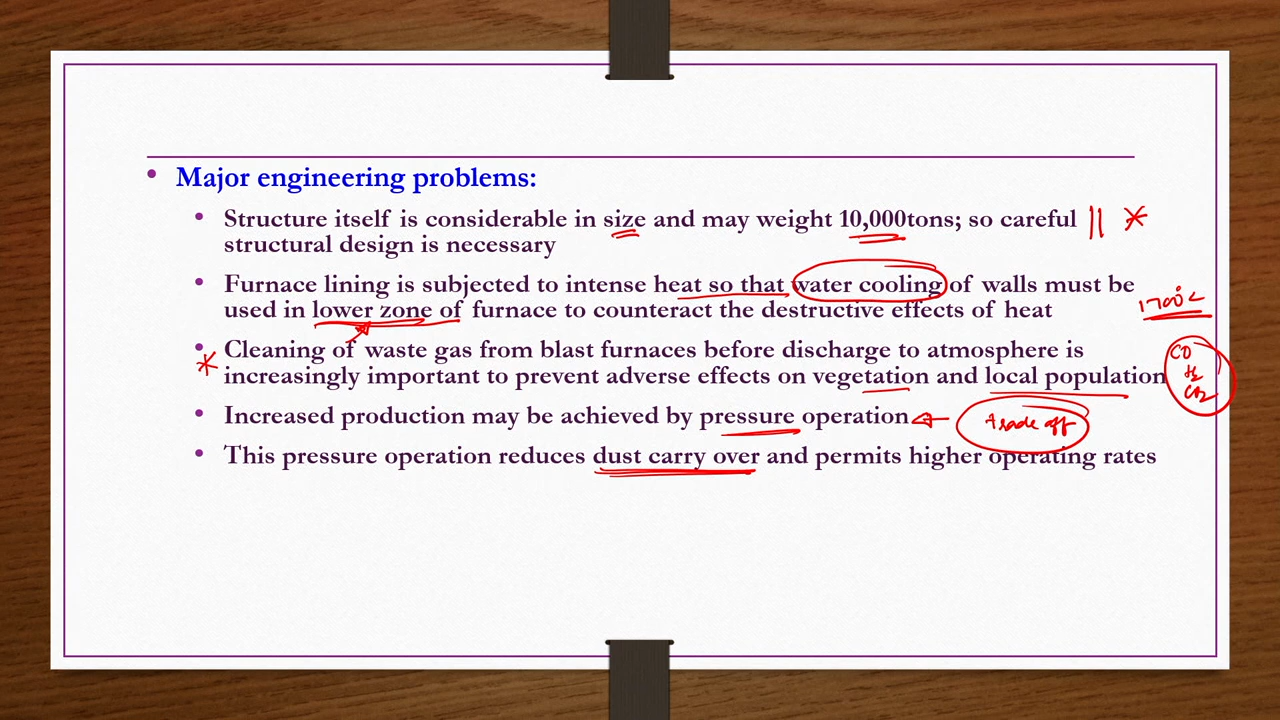 • Major engineering problems:
• Structure itself is considerable in size and may weight 10,000tons; so careful
structural design is necessary
• Furnace lining is subjected to intense heat so that water cooling of walls must be
used in lower zone of furnace to counteract the destructive effects of heat
1700°C
• Cleaning of waste gas from blast furnaces before discharge to atmosphere is
increasingly important to prevent adverse effects on vegetation and local population
CO
H2
CO2
• Increased production may be achieved by pressure operation
trade off
• This pressure operation reduces dust carry over and permits higher operating rates